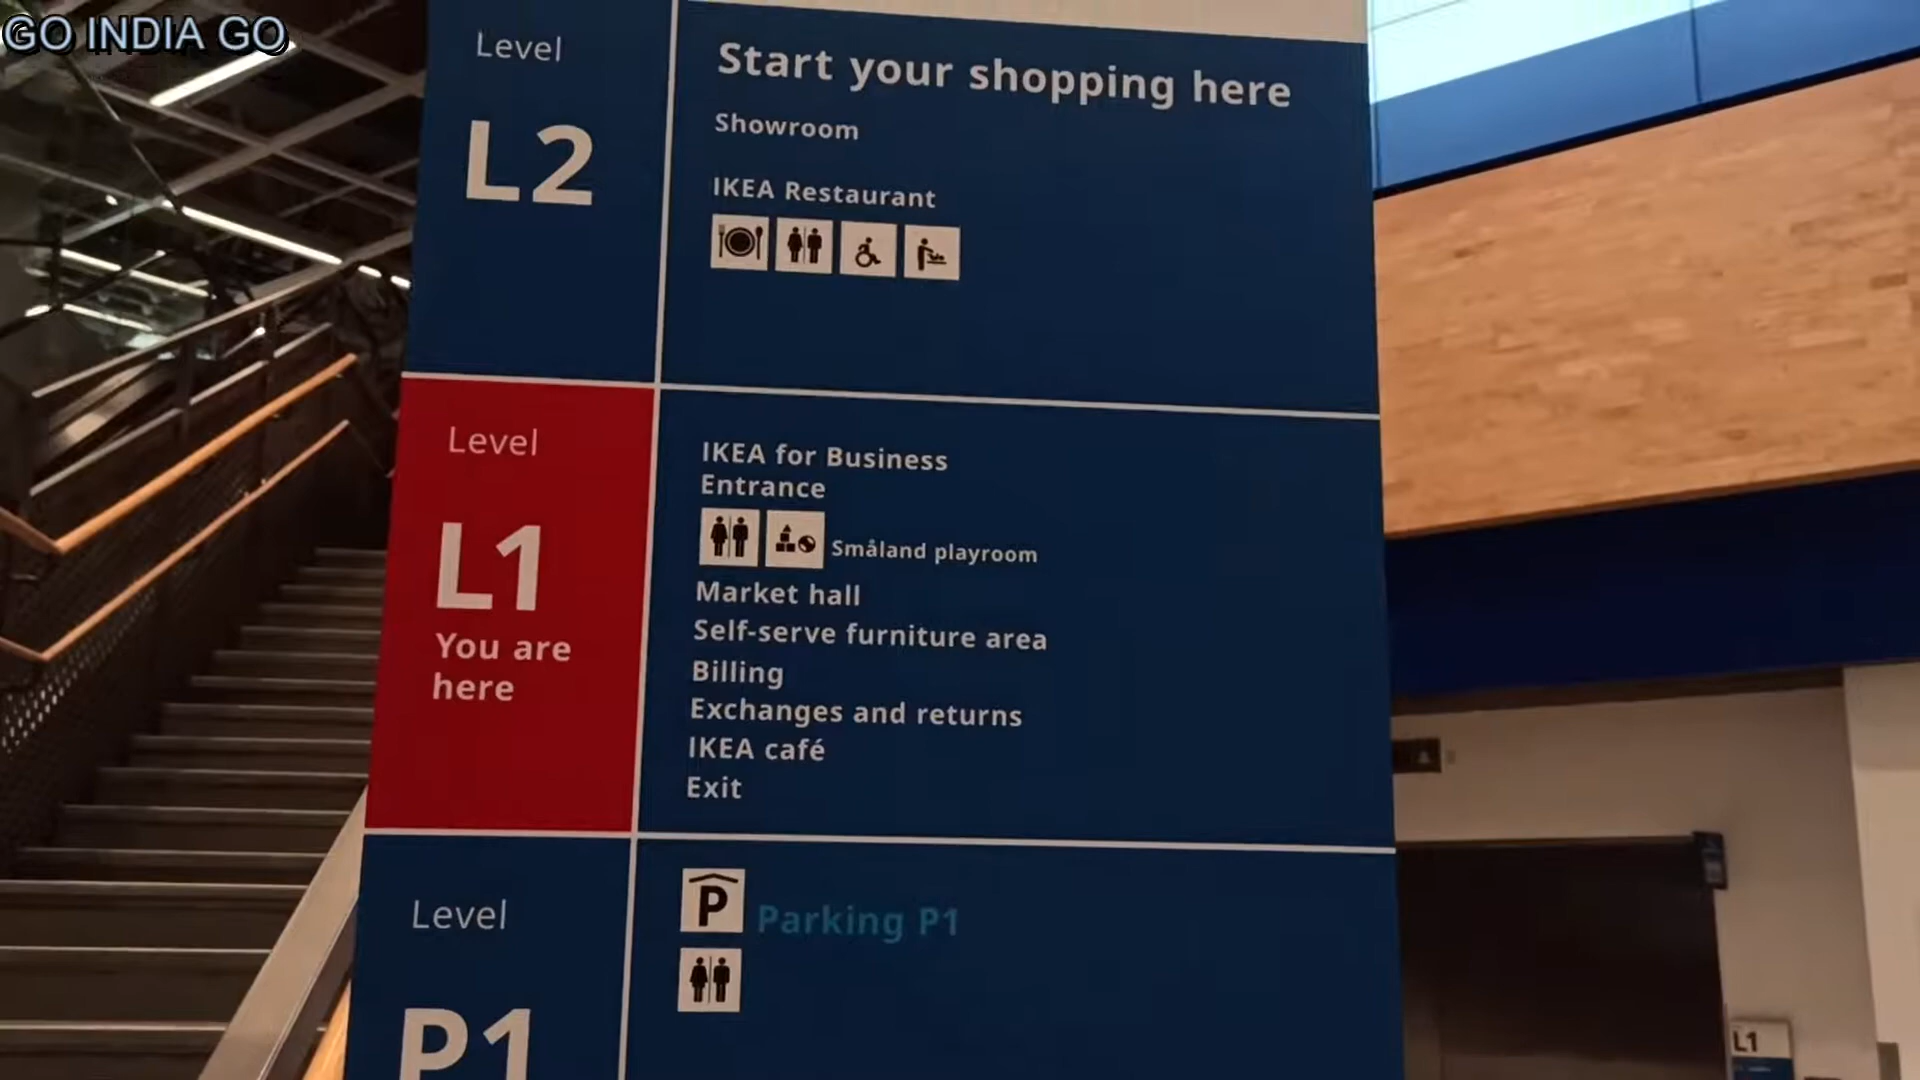 GO INDIA GO
Level
L2
Start your shopping here
Showroom
IKEA Restaurant
Level
L1
You are
here
IKEA for Business
Entrance
Småland playroom
Market hall
Self-serve furniture area
Billing
Exchanges and returns
IKEA café
Exit
Level
P1
P
Parking P1
L1